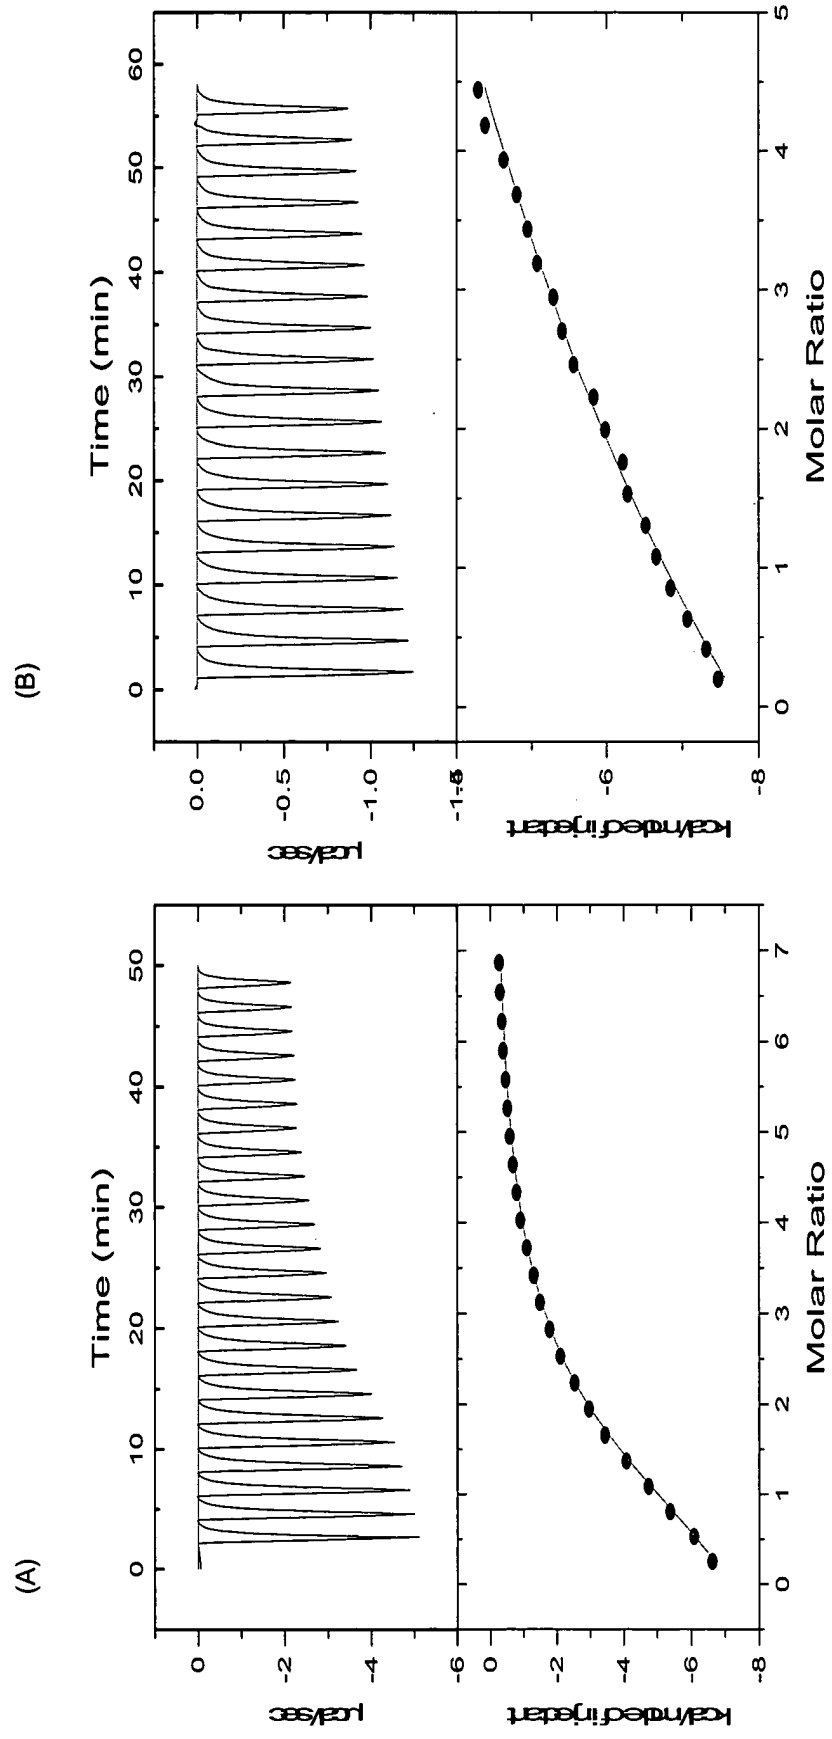 (A)
Time (min)
0 10 20 30 40 50
0
-2
-4
-6
µcal/sec
0
-2
-4
-6
-8
kcal/mole of injectant
0 1 2 3 4 5 6 7
Molar Ratio
(B)
Time (min)
0 10 20 30 40 50 60
0.0
-0.5
-1.0
µcal/sec
-6
-8
kcal/mole of injectant
0 1 2 3 4 5
Molar Ratio